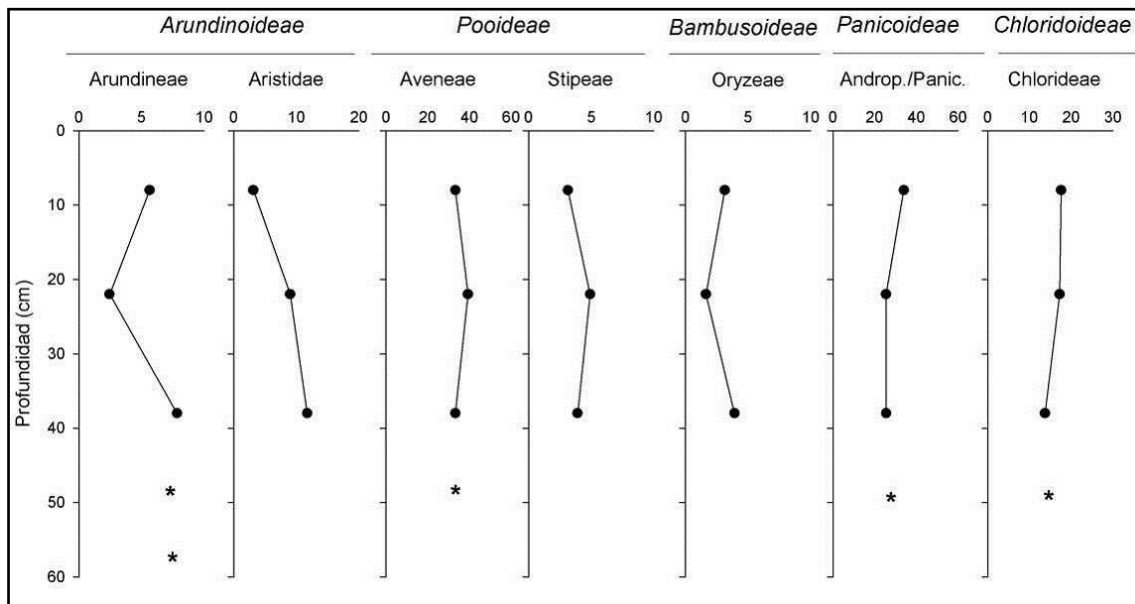 Arundinoideae Pooideae Bambusoideae Panicoideae Chloridoideae
Arundineae Aristidae Aveneae Stipeae Oryzeae Androp./Panic. Chlorideae
0 5 10 0 10 20 0 20 40 60 0 5 10 0 5 10 0 20 40 60 0 10 20 30
0
10
20
30
40
50
60
Profundidad (cm)
* * * *
*